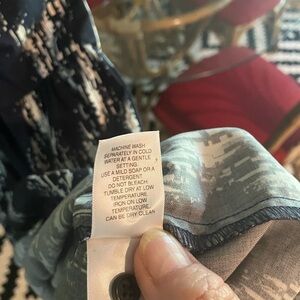 MACHINE WASH
SEPARATELY IN COLD
WATER AT A GENTLE
SETTING.
USE A MILD SOAP OR A
DETERGENT.
DO NOT BLEACH
TUMBLE DRY AT LOW
TEMPERATURE.
IRON ON LOW
TEMPERATURE.
CAN BE DRY CLEAN